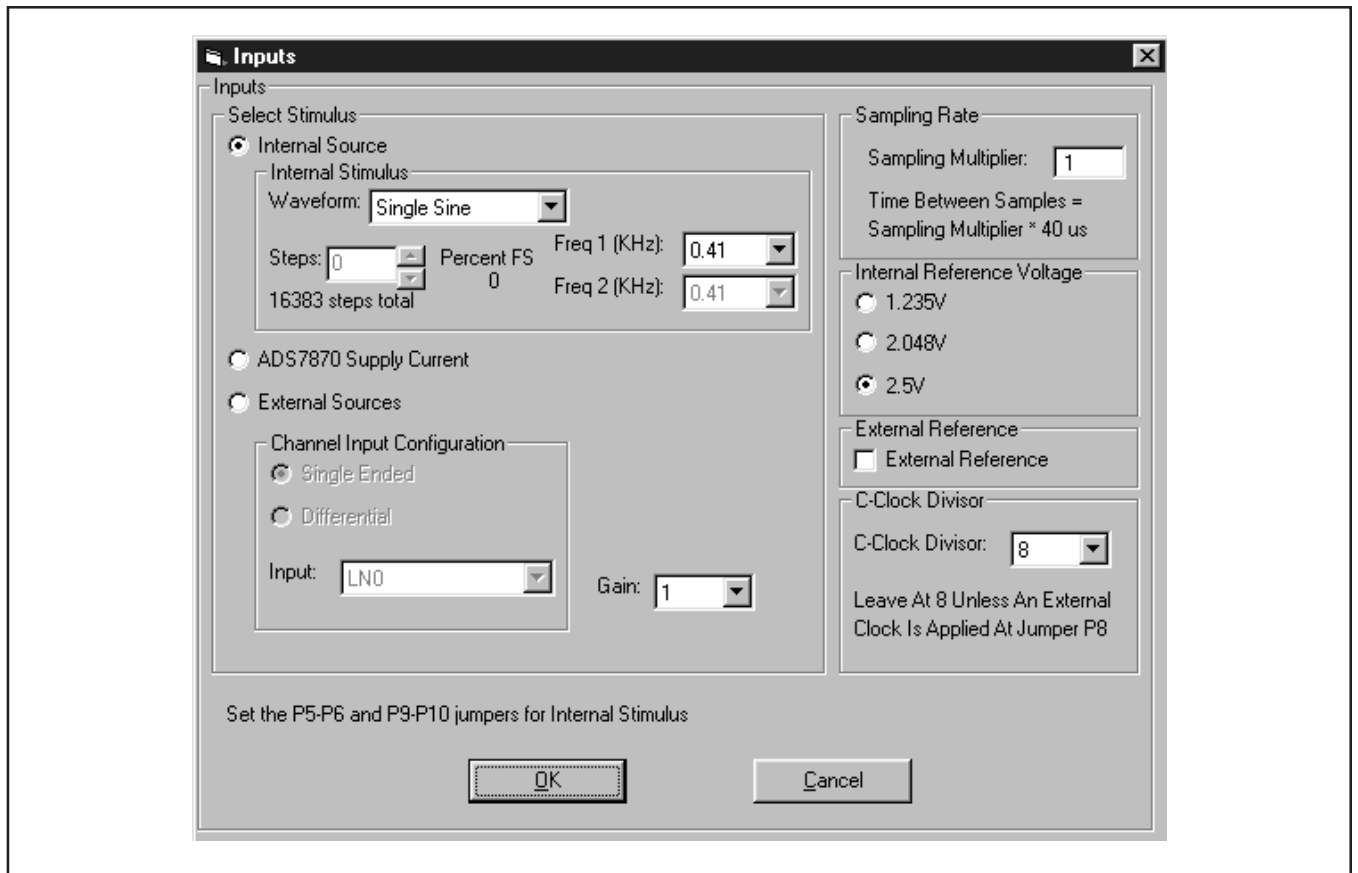 Inputs
Inputs
Select Stimulus
Internal Source
Internal Stimulus
Waveform: Single Sine
Steps: 0
Percent FS
0
16383 steps total
Freq 1 (KHz): 0.41
Freq 2 (KHz): 0.41
ADS7870 Supply Current
External Sources
Channel Input Configuration
Single Ended
Differential
Input: LN0
Gain: 1
Sampling Rate
Sampling Multiplier: 1
Time Between Samples =
Sampling Multiplier * 40 us
Internal Reference Voltage
1.235V
2.048V
2.5V
External Reference
External Reference
C-Clock Divisor
C-Clock Divisor: 8
Leave At 8 Unless An External
Clock Is Applied At Jumper P8
Set the P5-P6 and P9-P10 jumpers for Internal Stimulus
OK
Cancel